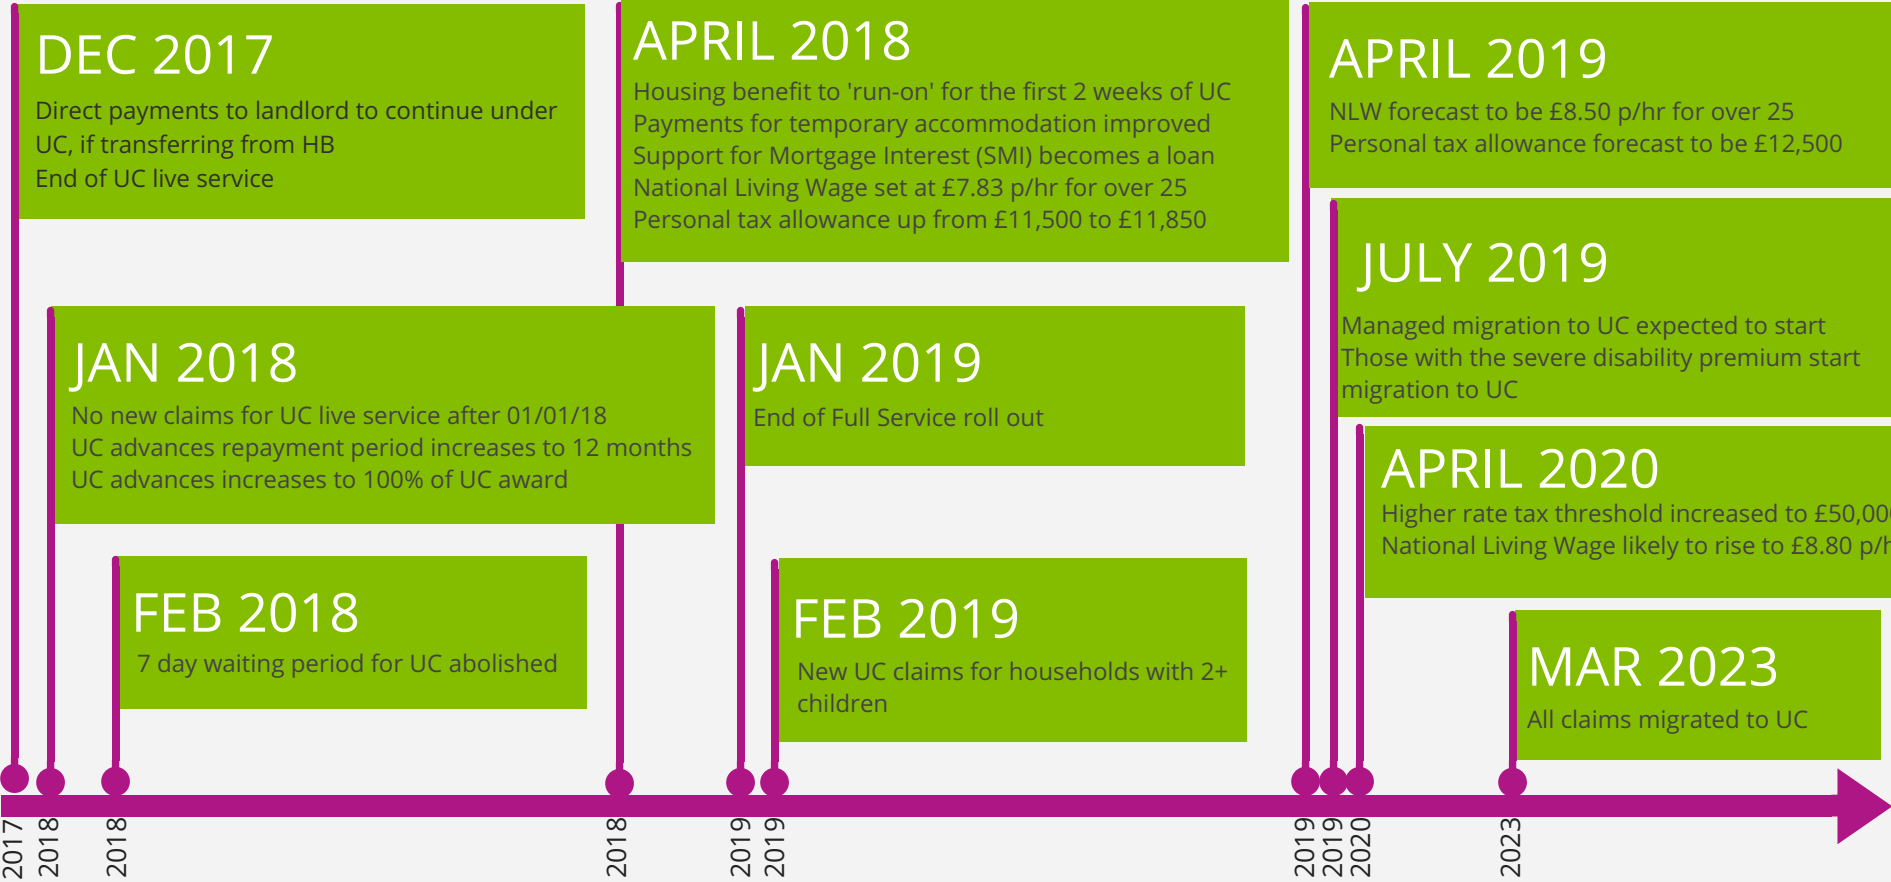 DEC 2017
Direct payments to landlord to continue under
UC, if transferring from HB
End of UC live service
APRIL 2018
Housing benefit to 'run-on' for the first 2 weeks of UC
Payments for temporary accommodation improved
Support for Mortgage Interest (SMI) becomes a loan
National Living Wage set at £7.83 p/hr for over 25
Personal tax allowance up from £11,500 to £11,850
APRIL 2019
NLW forecast to be £8.50 p/hr for over 25
Personal tax allowance forecast to be £12,500
JULY 2019
Managed migration to UC expected to start
Those with the severe disability premium start
migration to UC
JAN 2018
No new claims for UC live service after 01/01/18
UC advances repayment period increases to 12 months
UC advances increases to 100% of UC award
JAN 2019
End of Full Service roll out
APRIL 2020
Higher rate tax threshold increased to £50,00
National Living Wage likely to rise to £8.80 p/h
FEB 2018
7 day waiting period for UC abolished
FEB 2019
New UC claims for households with 2+
children
MAR 2023
All claims migrated to UC
2017
2018
2018
2018
2019
2019
2019
2019
2020
2023